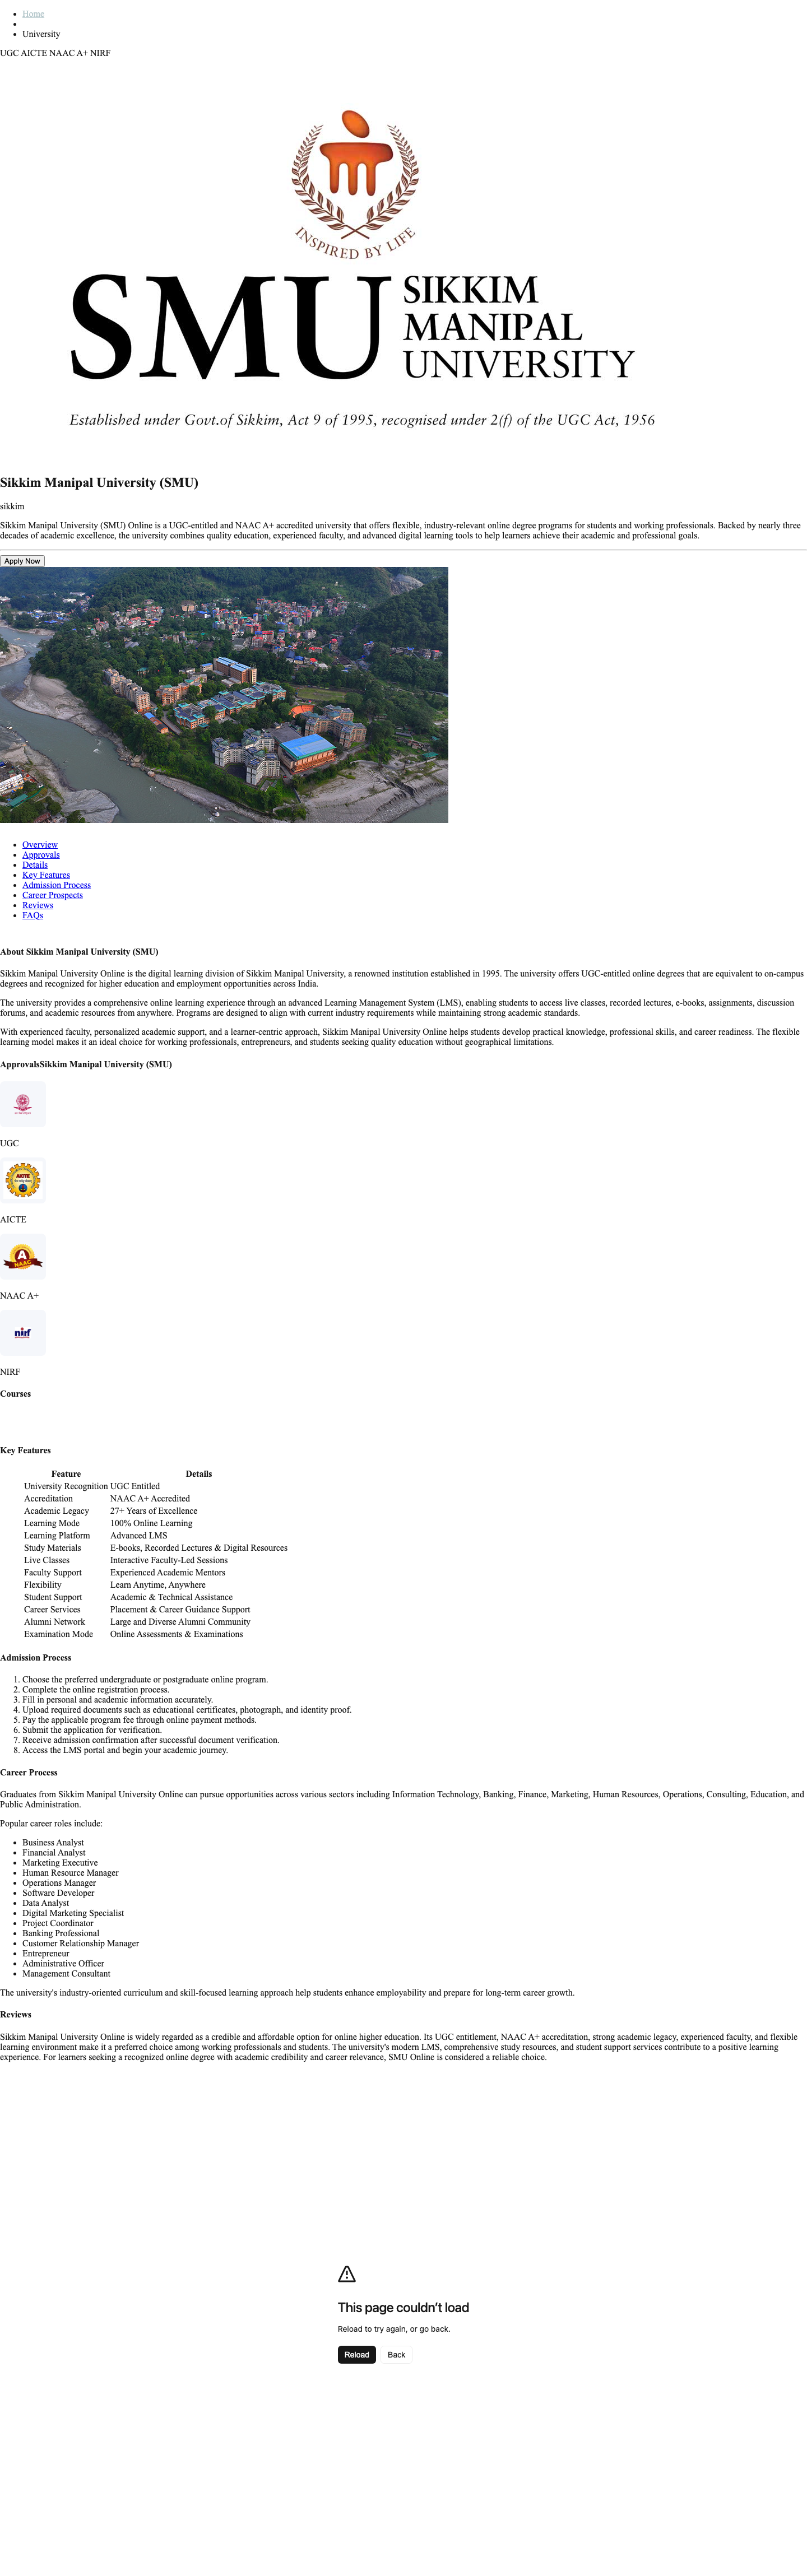 Home
University
UGC AICTE NAAC A+ NIRF
INSPIRED BY LIFE
SMU SIKKIM MANIPAL UNIVERSITY
Established under Govt.of Sikkim, Act 9 of 1995, recognised under 2(f) of the UGC Act, 1956
Sikkim Manipal University (SMU)
sikkim
Sikkim Manipal University (SMU) Online is a UGC-entitled and NAAC A+ accredited university that offers flexible, industry-relevant online degree programs for students and working professionals. Backed by nearly three
decades of academic excellence, the university combines quality education, experienced faculty, and advanced digital learning tools to help learners achieve their academic and professional goals.
Apply Now
Overview
Approvals
Details
Key Features
Admission Process
Career Prospects
Reviews
FAQs
About Sikkim Manipal University (SMU)
Sikkim Manipal University Online is the digital learning division of Sikkim Manipal University, a renowned institution established in 1995. The university offers UGC-entitled online degrees that are equivalent to on-campus
degrees and recognized for higher education and employment opportunities across India.
The university provides a comprehensive online learning experience through an advanced Learning Management System (LMS), enabling students to access live classes, recorded lectures, e-books, assignments, discussion
forums, and academic resources from anywhere. Programs are designed to align with current industry requirements while maintaining strong academic standards.
With experienced faculty, personalized academic support, and a learner-centric approach, Sikkim Manipal University Online helps students develop practical knowledge, professional skills, and career readiness. The flexible
learning model makes it an ideal choice for working professionals, entrepreneurs, and students seeking quality education without geographical limitations.
ApprovalsSikkim Manipal University (SMU)
UGC
AICTE
AICTE
A
NAAC
NAAC A+
nirf
NIRF
Courses
Key Features
Feature Details
University Recognition UGC Entitled
Accreditation NAAC A+ Accredited
Academic Legacy 27+ Years of Excellence
Learning Mode 100% Online Learning
Learning Platform Advanced LMS
Study Materials E-books, Recorded Lectures & Digital Resources
Live Classes Interactive Faculty-Led Sessions
Faculty Support Experienced Academic Mentors
Flexibility Learn Anytime, Anywhere
Student Support Academic & Technical Assistance
Career Services Placement & Career Guidance Support
Alumni Network Large and Diverse Alumni Community
Examination Mode Online Assessments & Examinations
Admission Process
1. Choose the preferred undergraduate or postgraduate online program.
2. Complete the online registration process.
3. Fill in personal and academic information accurately.
4. Upload required documents such as educational certificates, photograph, and identity proof.
5. Pay the applicable program fee through online payment methods.
6. Submit the application for verification.
7. Receive admission confirmation after successful document verification.
8. Access the LMS portal and begin your academic journey.
Career Process
Graduates from Sikkim Manipal University Online can pursue opportunities across various sectors including Information Technology, Banking, Finance, Marketing, Human Resources, Operations, Consulting, Education, and
Public Administration.
Popular career roles include:
Business Analyst
Financial Analyst
Marketing Executive
Human Resource Manager
Operations Manager
Software Developer
Data Analyst
Digital Marketing Specialist
Project Coordinator
Banking Professional
Customer Relationship Manager
Entrepreneur
Administrative Officer
Management Consultant
The university's industry-oriented curriculum and skill-focused learning approach help students enhance employability and prepare for long-term career growth.
Reviews
Sikkim Manipal University Online is widely regarded as a credible and affordable option for online higher education. Its UGC entitlement, NAAC A+ accreditation, strong academic legacy, experienced faculty, and flexible
learning environment make it a preferred choice among working professionals and students. The university's modern LMS, comprehensive study resources, and student support services contribute to a positive learning
experience. For learners seeking a recognized online degree with academic credibility and career relevance, SMU Online is considered a reliable choice.
This page couldn’t load
Reload to try again, or go back.
Reload Back